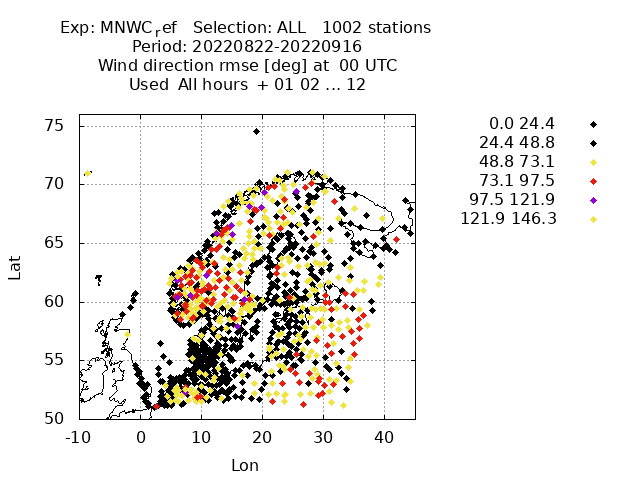 Exp: MNWCref   Selection: ALL   1002 stations
Period: 20220822-20220916
Wind direction rmse [deg] at  00 UTC
Used  All hours  + 01 02 ... 12
0.0 24.4
24.4 48.8
48.8 73.1
73.1 97.5
97.5 121.9
121.9 146.3
75
70
65
60
55
50
Lat
-10 0 10 20 30 40
Lon